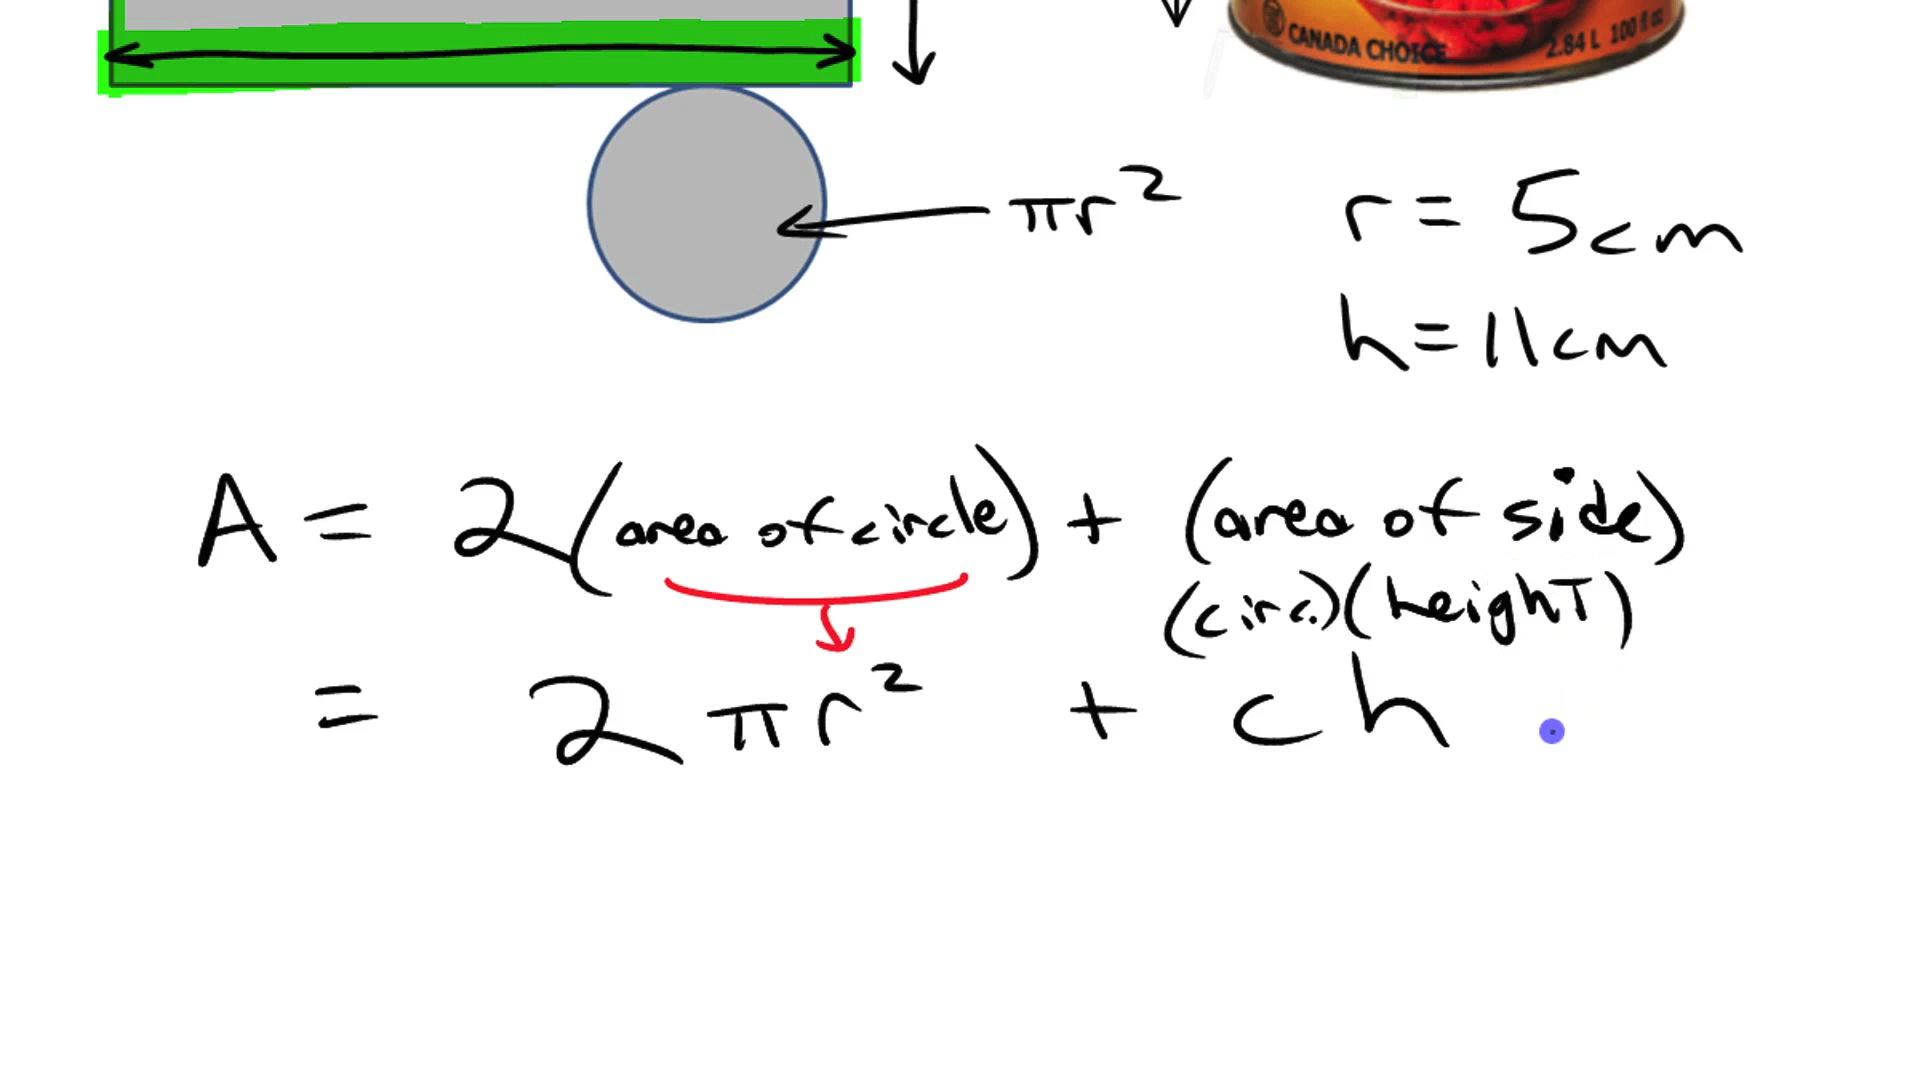 CANADA CHOICE 2.84 L 100 fl oz
πr²
r = 5cm
h = 11cm
A = 2(area of circle) + (area of side)
(circ.)(heighT)
= 2πr² + ch